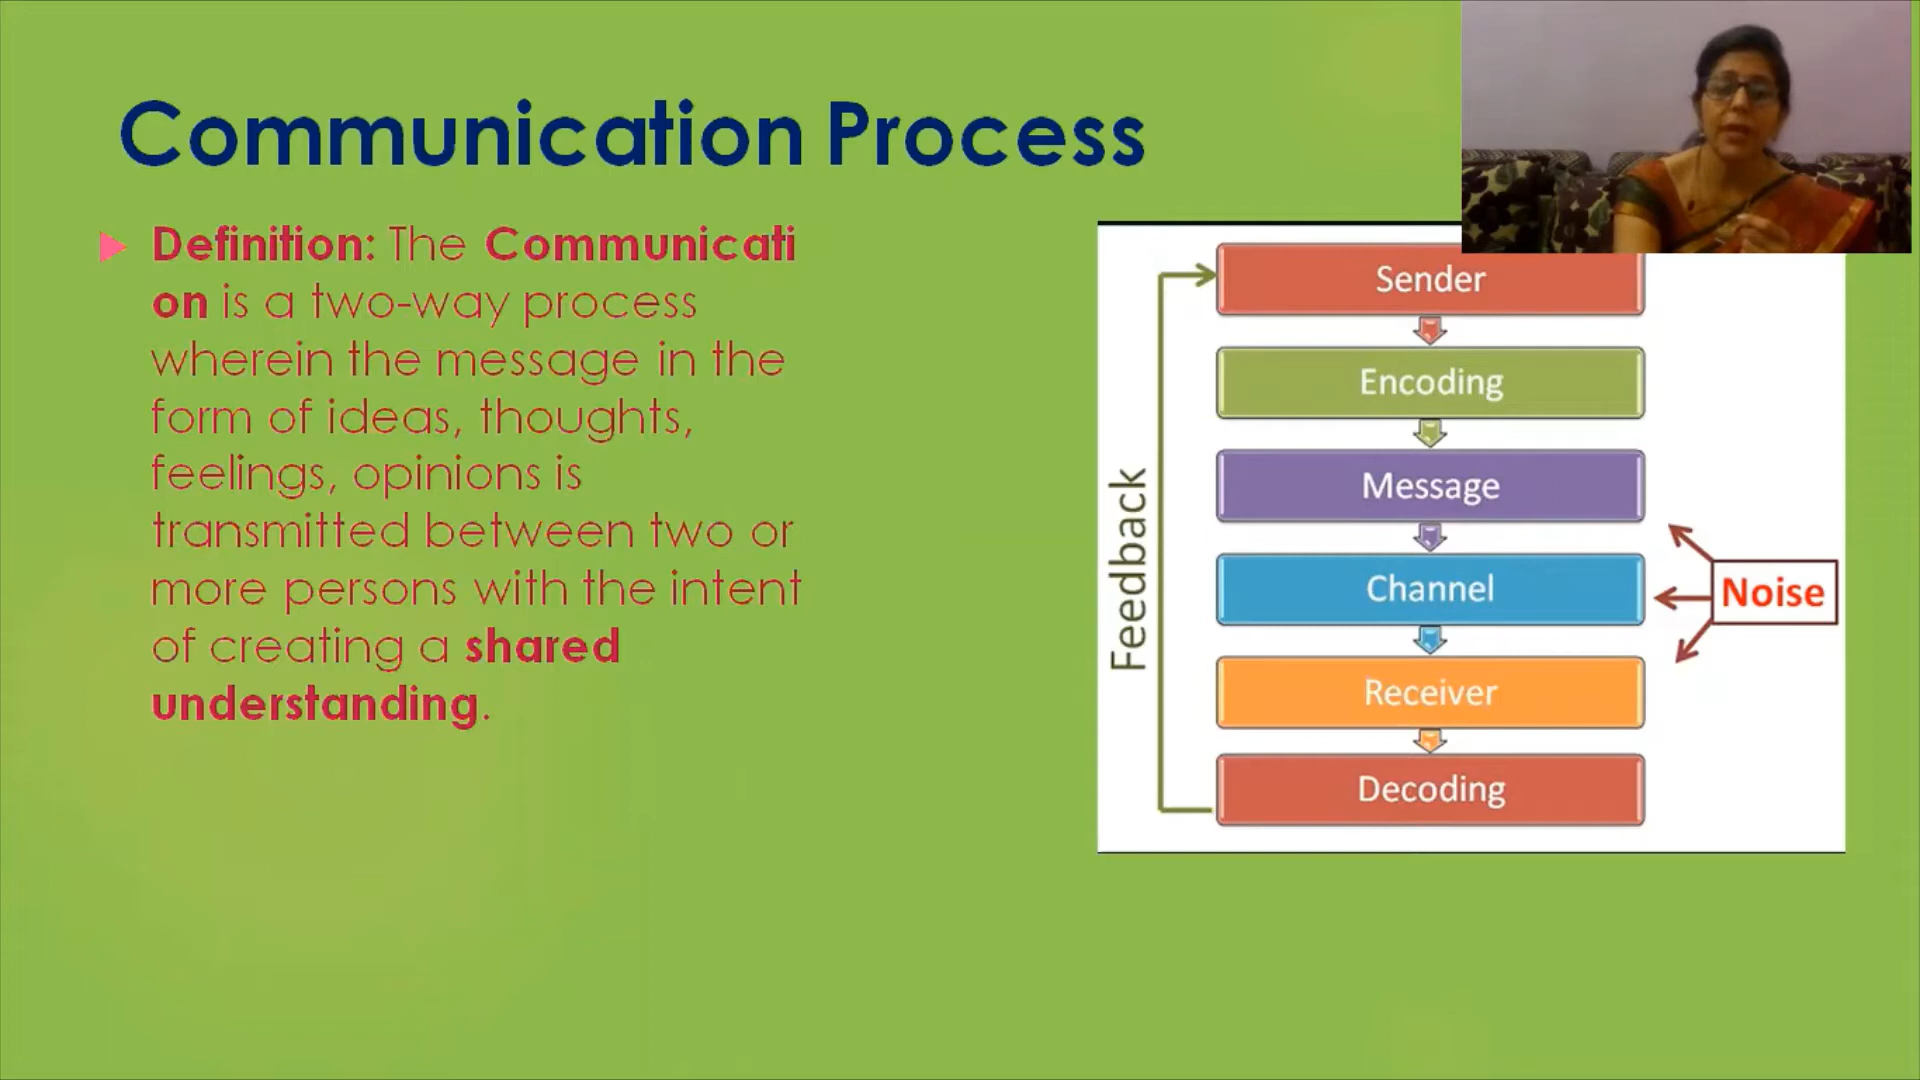 Communication Process
Definition: The Communicati
on is a two-way process
wherein the message in the
form of ideas, thoughts,
feelings, opinions is
transmitted between two or
more persons with the intent
of creating a shared
understanding.
Sender
Encoding
Message
Channel
Receiver
Decoding
Feedback
Noise